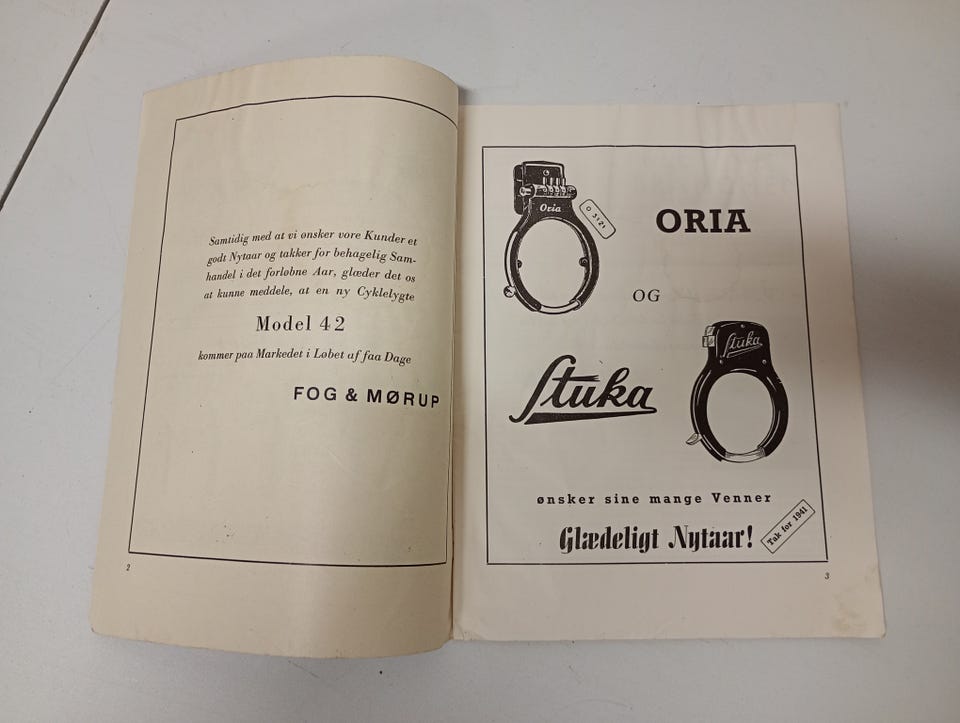 Samtidig med at vi ønsker vore Kunder et
godt Nytaar og takker for behagelig Sam-
handel i det forløbne Aar, glæder det os
at kunne meddele, at en ny Cyklelygte
Model 42
kommer paa Markedet i Løbet af faa Dage
FOG & MØRUP
2
Oria
O 5121
ORIA
OG
Stuka
Stuka
ønsker sine mange Venner
Glædeligt Nytaar!
Tak for 1941
3